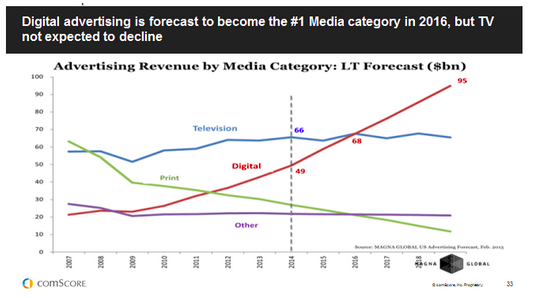 Digital advertising is forecast to become the #1 Media category in 2016, but TV
not expected to decline
Advertising Revenue by Media Category: LT Forecast ($bn)
100
90
80
70
60
50
40
30
20
10
0
Television
Digital
Print
Other
66
49
68
95
2007
2008
2009
2010
2011
2012
2013
2014
2015
2016
2017
2018
Source: MAGNA GLOBAL US Advertising Forecast, Feb. 2015
MAGNA GLOBAL
comScore
© comScore, Inc. Proprietary.
33